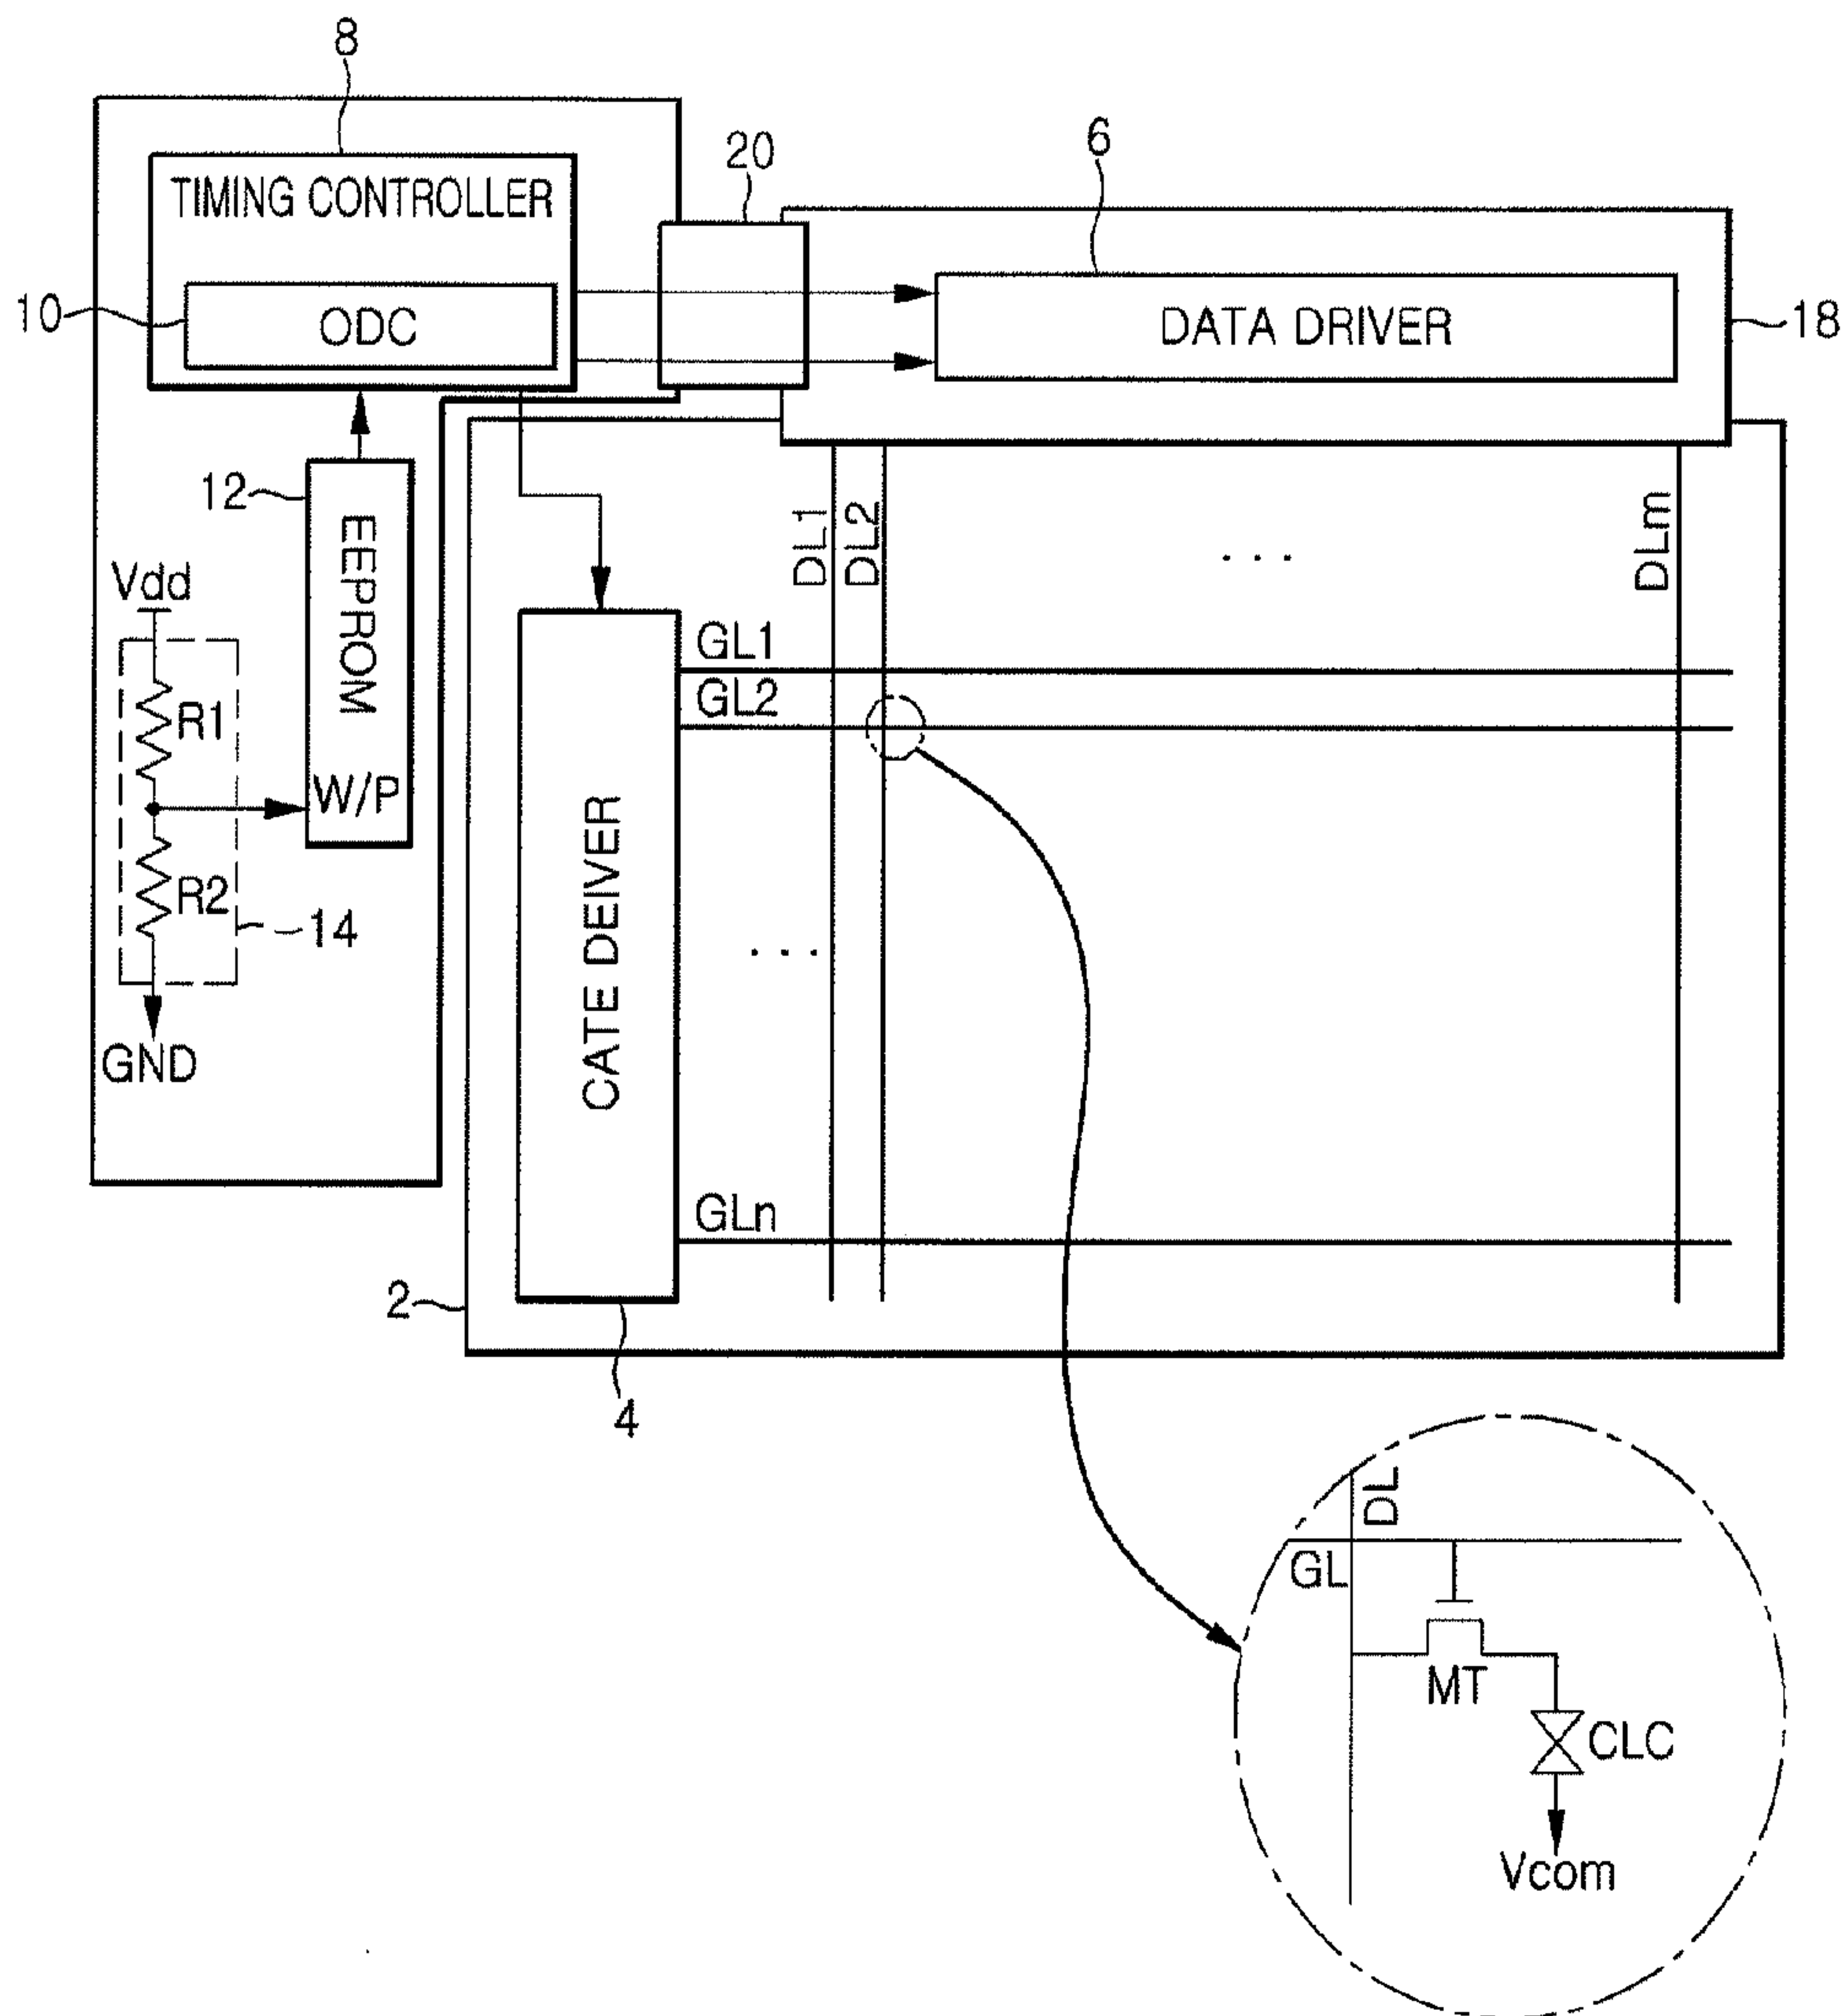 8
TIMING CONTROLLER
20
6
10
ODC
DATA DRIVER
18
12
EEPROM
W/P
Vdd
R1
R2
14
GND
DL1
DL2
...
DLm
GL1
GL2
CATE DEIVER
...
GLn
2
4
DL
GL
MT
CLC
Vcom